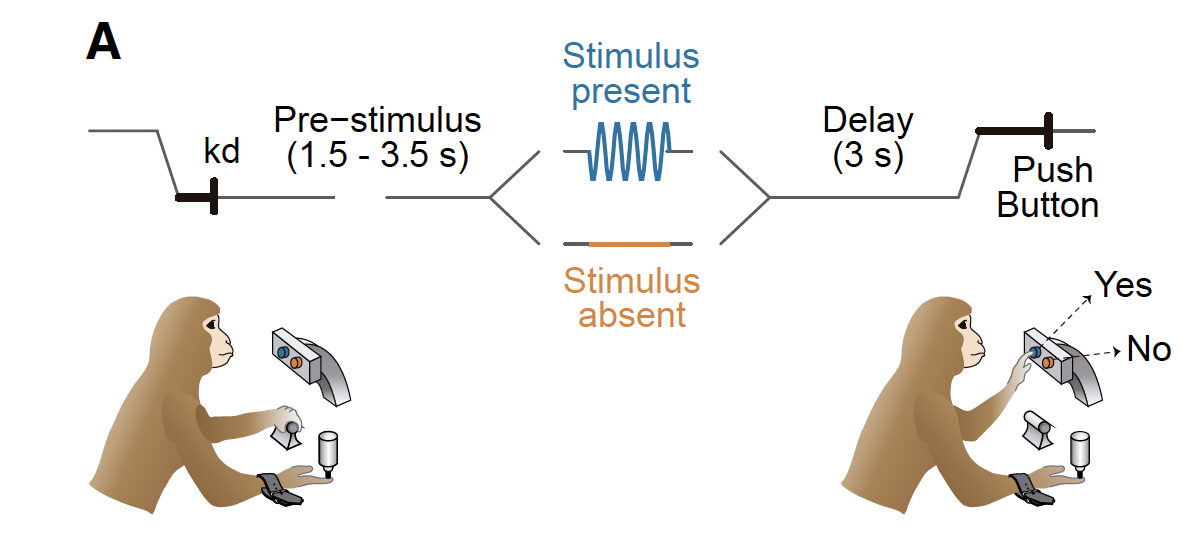 A
kd
Pre−stimulus
(1.5 - 3.5 s)
Stimulus
present
Stimulus
absent
Delay
(3 s)
Push
Button
Yes
No